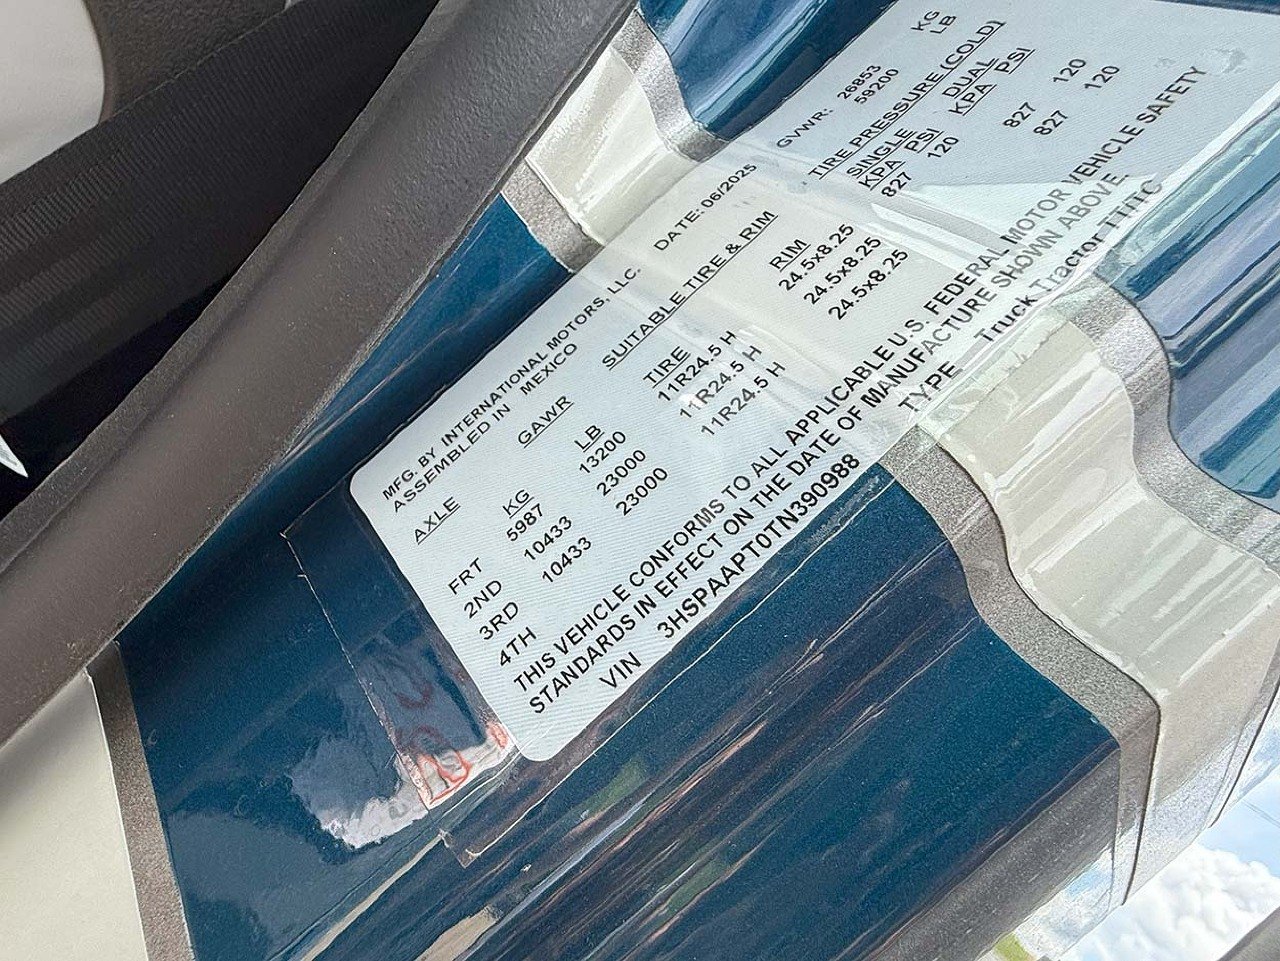 MFG. BY INTERNATIONAL MOTORS, LLC. DATE: 06/2025 GVWR: 26853 KG
ASSEMBLED IN MEXICO 59200 LB
AXLE GAWR SUITABLE TIRE & RIM TIRE PRESSURE (COLD)
SINGLE DUAL
KG LB TIRE RIM KPA PSI KPA PSI
FRT 5987 13200 11R24.5 H 24.5x8.25 827 120
2ND 10433 23000 11R24.5 H 24.5x8.25 827 120
3RD 10433 23000 11R24.5 H 24.5x8.25 827 120
4TH
THIS VEHICLE CONFORMS TO ALL APPLICABLE U.S. FEDERAL MOTOR VEHICLE SAFETY
STANDARDS IN EFFECT ON THE DATE OF MANUFACTURE SHOWN ABOVE.
VIN 3HSPAAPT0TN390988 TYPE Truck Tractor